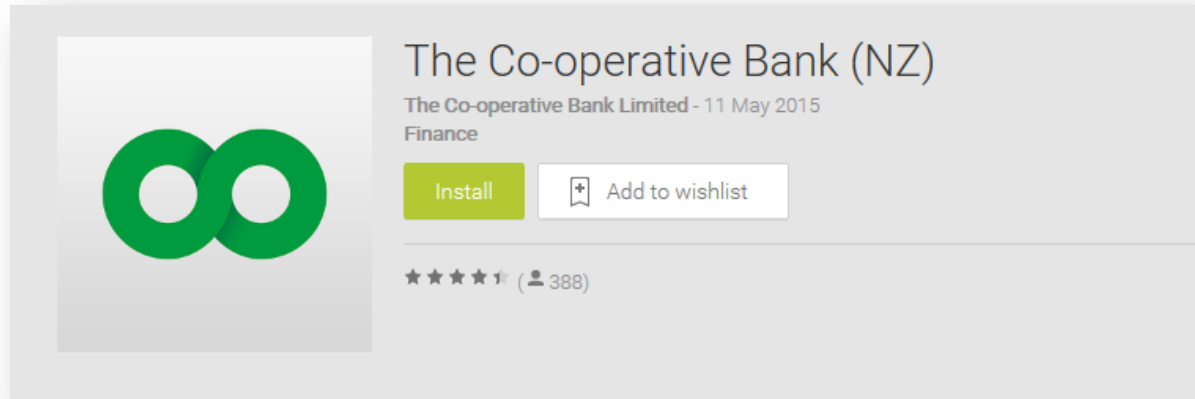 The Co-operative Bank (NZ)
The Co-operative Bank Limited - 11 May 2015
Finance
Install
Add to wishlist
(388)